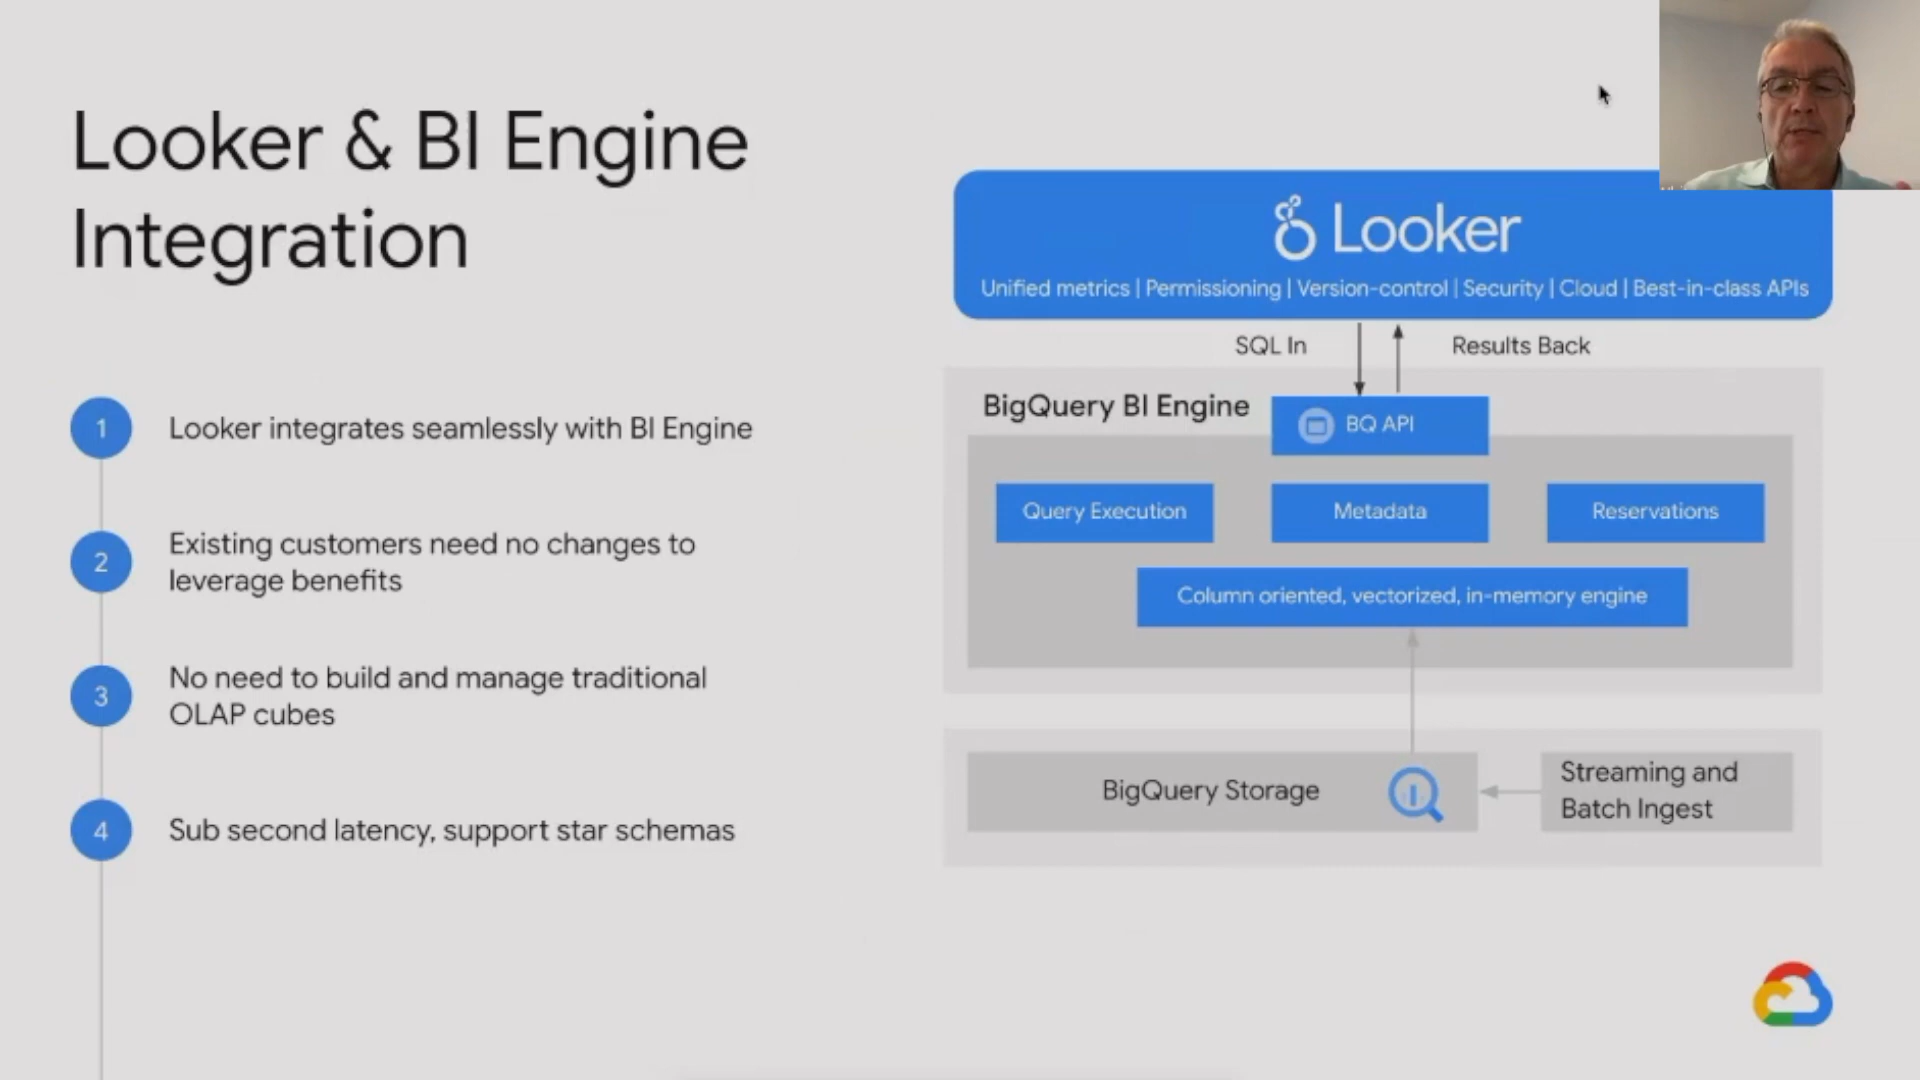 Looker & BI Engine
Integration
1
Looker integrates seamlessly with BI Engine
2
Existing customers need no changes to
leverage benefits
3
No need to build and manage traditional
OLAP cubes
4
Sub second latency, support star schemas
Looker
Unified metrics | Permissioning | Version-control | Security | Cloud | Best-in-class APIs
SQL In
Results Back
BigQuery BI Engine
BQ API
Query Execution
Metadata
Reservations
Column oriented, vectorized, in-memory engine
BigQuery Storage
Streaming and
Batch Ingest